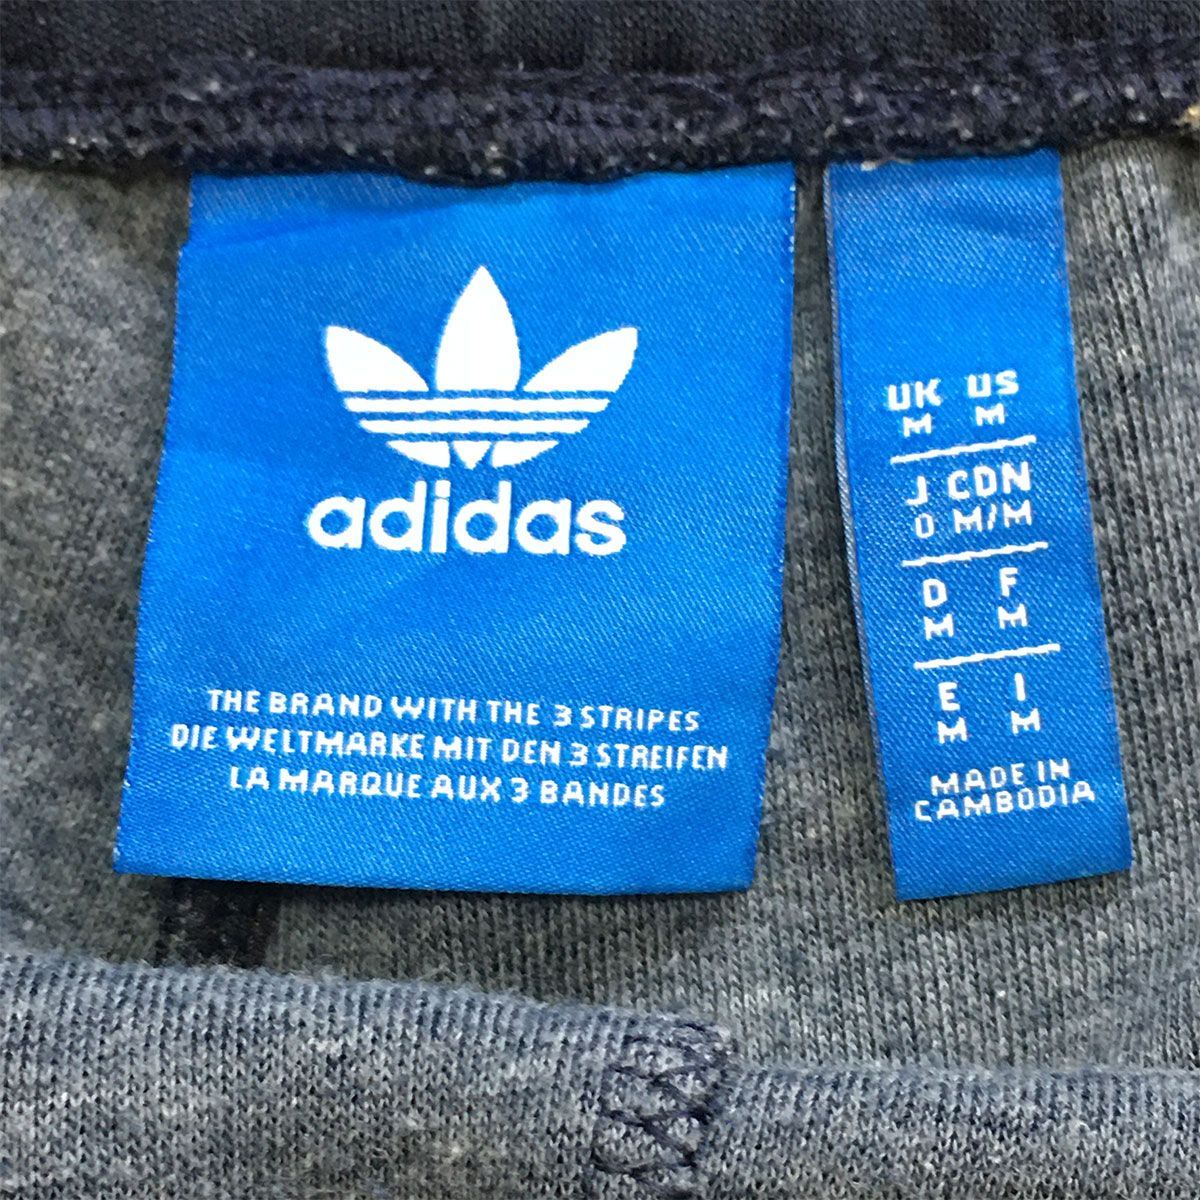 adidas
THE BRAND WITH THE 3 STRIPES
DIE WELTMARKE MIT DEN 3 STREIFEN
LA MARQUE AUX 3 BANDES
UK US
M M
J CDN
O M/M
D F
M M
E I
M M
MADE IN
CAMBODIA